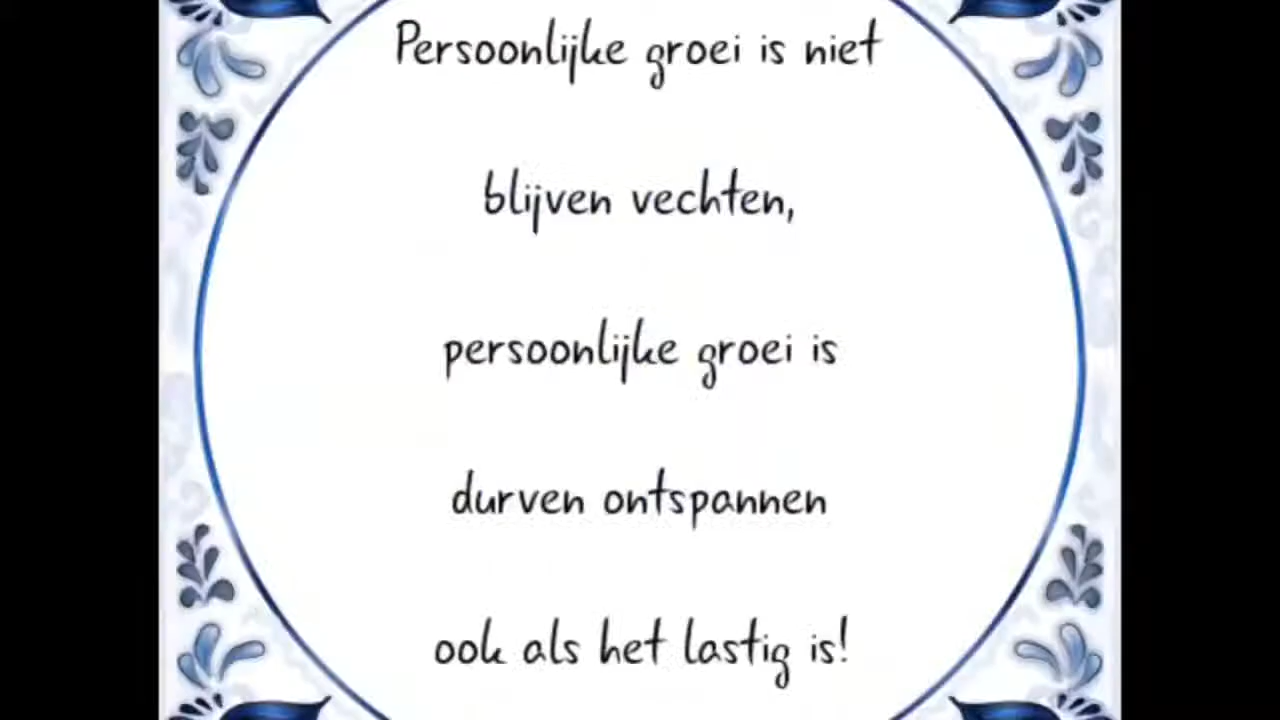 Persoonlijke groei is niet
blijven vechten,
persoonlijke groei is
durven ontspannen
ook als het lastig is!